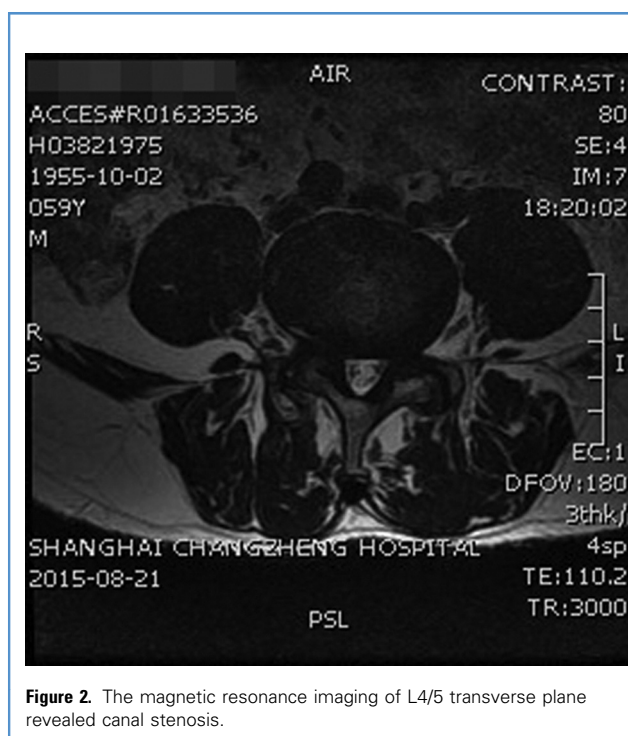 AIR
CONTRAST:
ACCES#R01633536
80
H03821975
SE:4
1955-10-02
IM:7
059Y
18:20:02
M
R
L
S
I
EC:1
DFOV:180
3thk/
SHANGHAI CHANGZHENG HOSPITAL
4sp
2015-08-21
TE:110.2
PSL
TR:3000
Figure 2. The magnetic resonance imaging of L4/5 transverse plane
revealed canal stenosis.